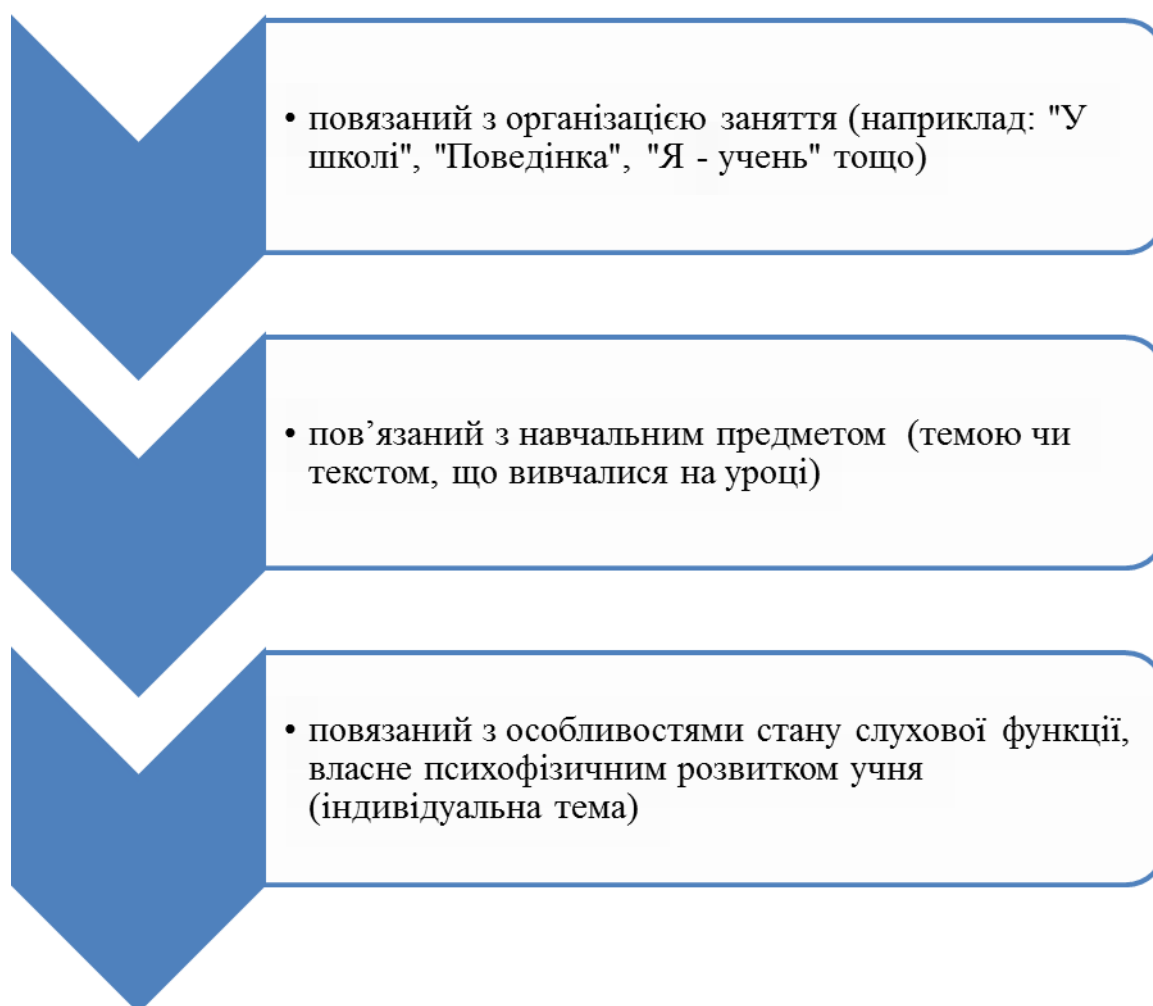 • повязаний з організацією заняття (наприклад: "У
школі", "Поведінка", "Я - учень" тощо)
• пов’язаний з навчальним предметом (темою чи
текстом, що вивчалися на уроці)
• повязаний з особливостями стану слухової функції,
власне психофізичним розвитком учня
(індивідуальна тема)